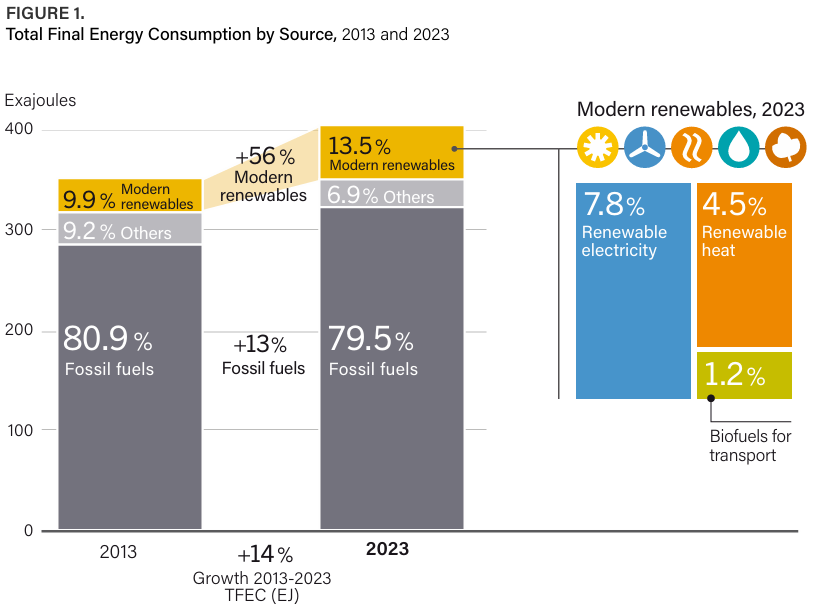 FIGURE 1.
Total Final Energy Consumption by Source, 2013 and 2023
Exajoules
400
300
200
100
0
9.9 % Modern
renewables
9.2 % Others
80.9 %
Fossil fuels
2013
+56 %
Modern
renewables
+13%
Fossil fuels
+14 %
Growth 2013-2023
TFEC (EJ)
13.5 %
Modern renewables
6.9 % Others
79.5 %
Fossil fuels
2023
Modern renewables, 2023
7.8 %
Renewable
electricity
4.5 %
Renewable
heat
1.2 %
Biofuels for
transport